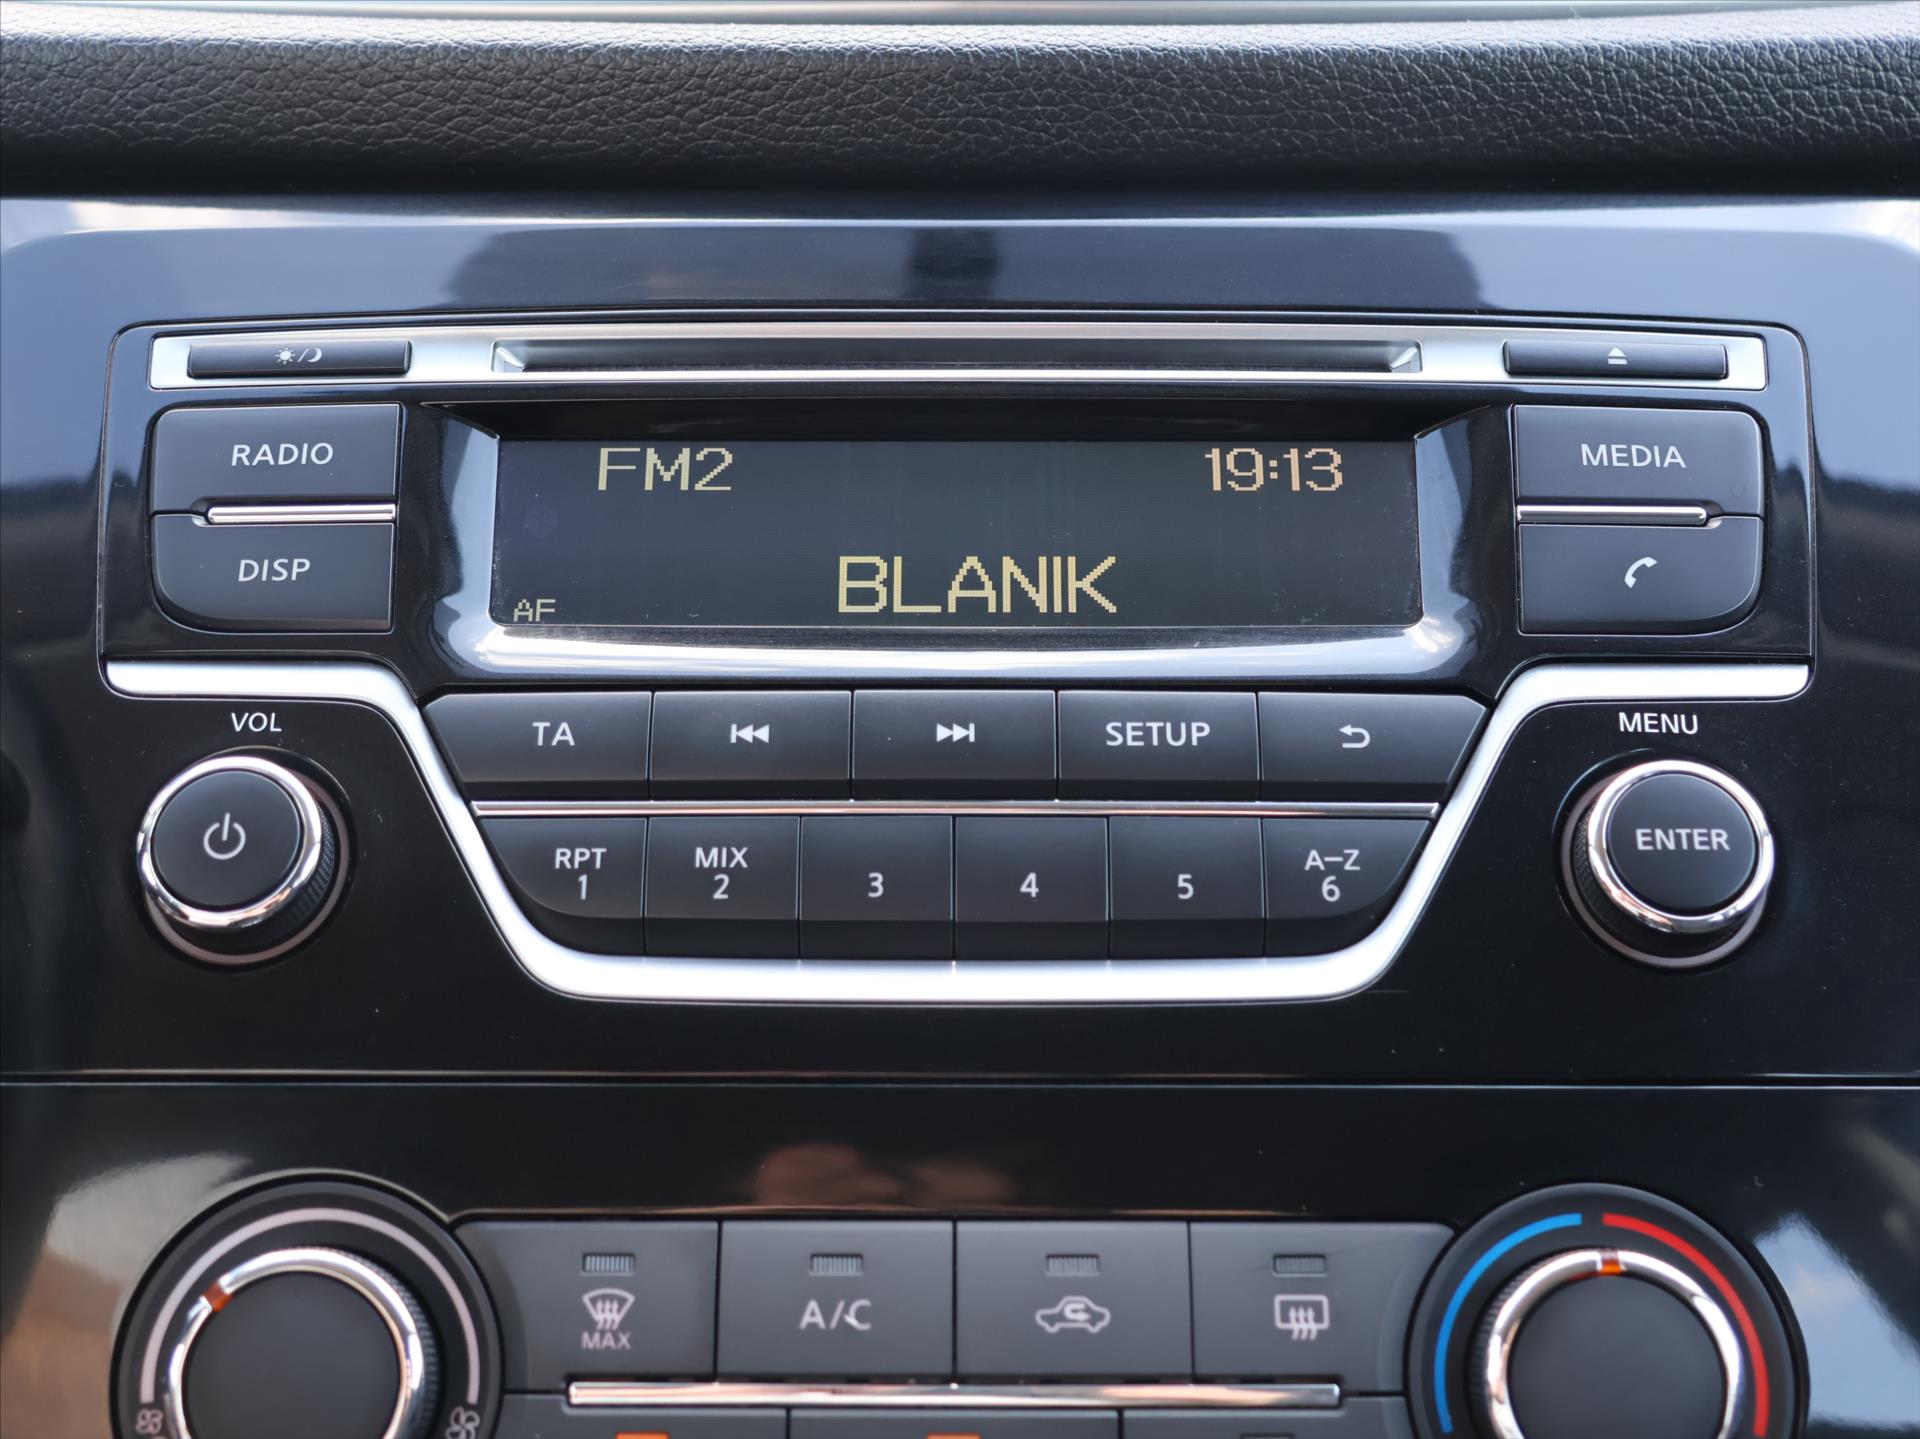 RADIO
DISP
FM2 19:13
BLANIK
AF
MEDIA
VOL
TA
SETUP
MENU
RPT
1
MIX
2
3
4
5
A–Z
6
ENTER
MAX
A/C